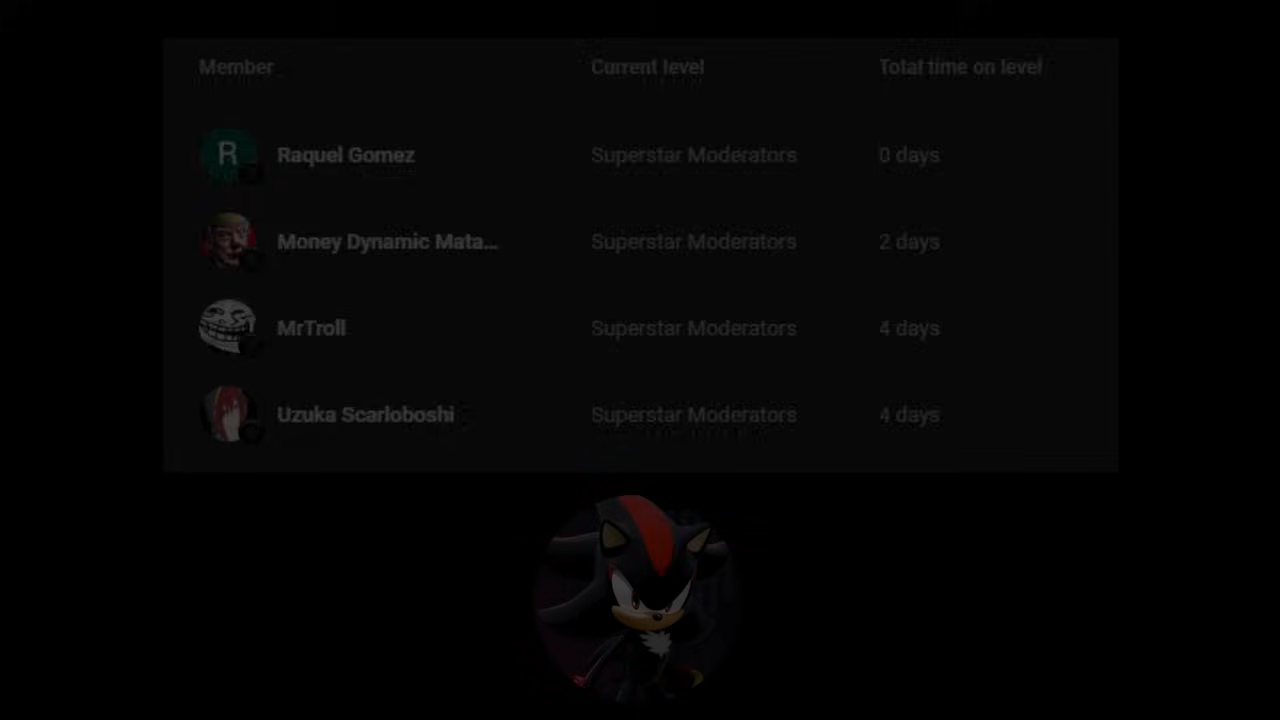 Member Current level Total time on level
R Raquel Gomez Superstar Moderators 0 days
Money Dynamic Mata... Superstar Moderators 2 days
MrTroll Superstar Moderators 4 days
Uzuka Scarloboshi Superstar Moderators 4 days